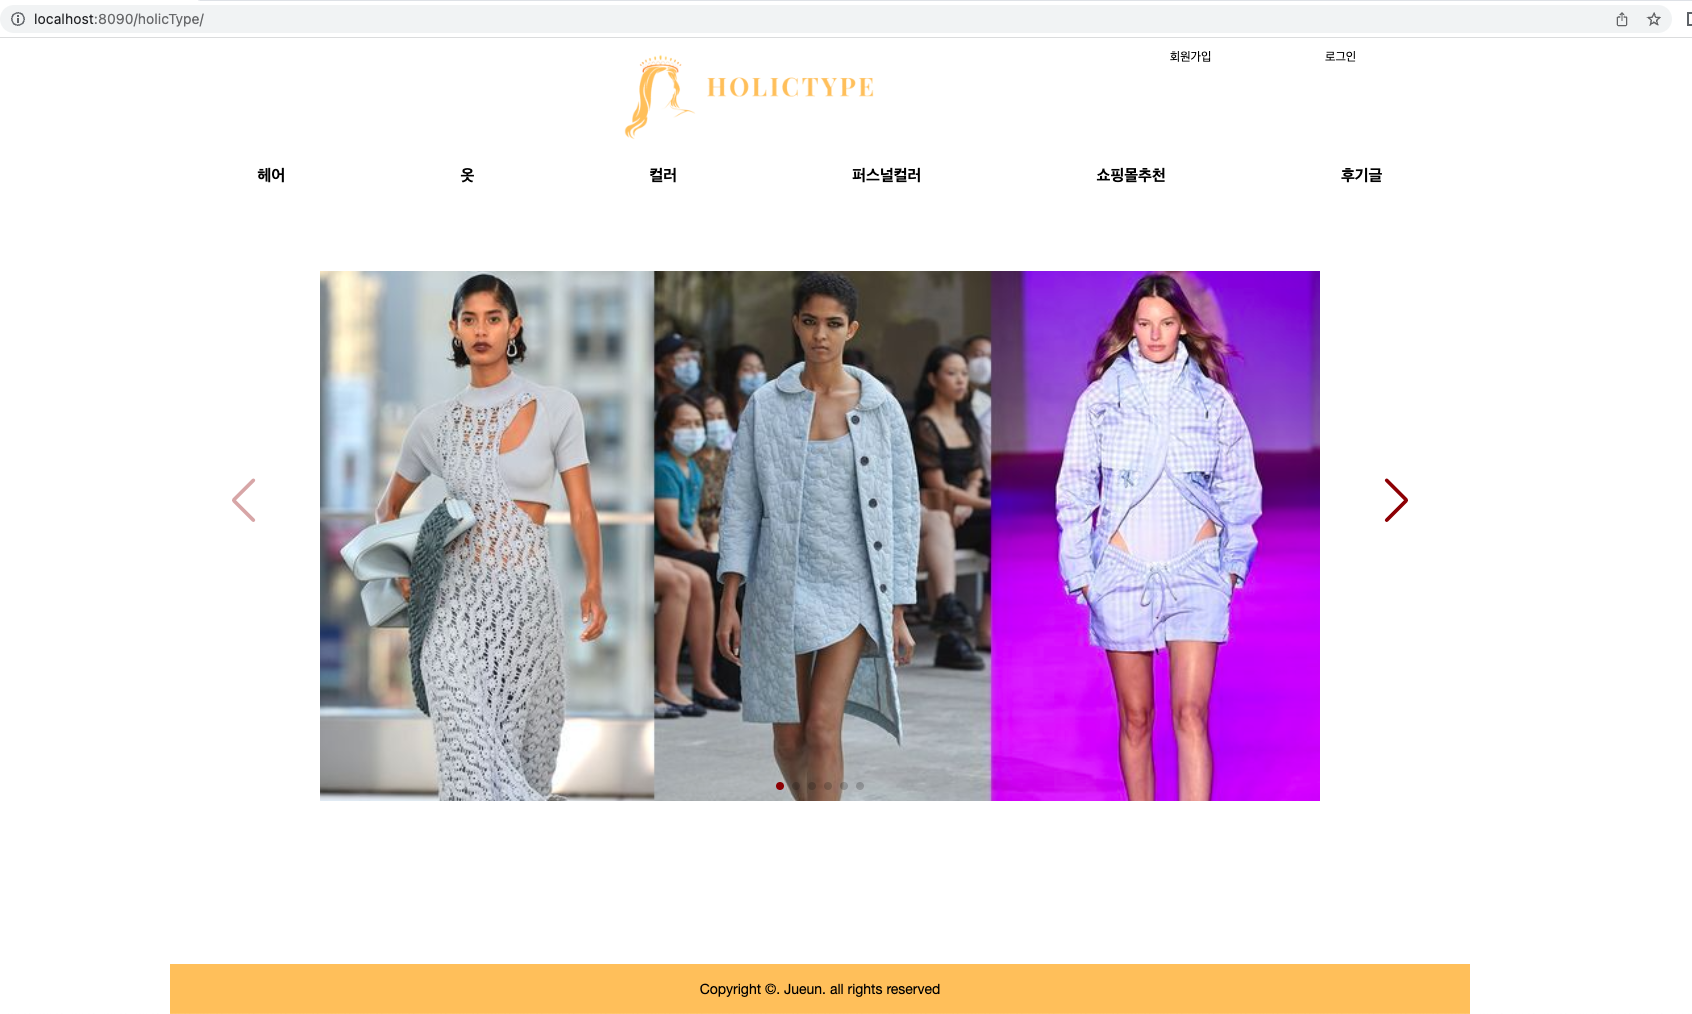 localhost:8090/holicType/
회원가입 로그인
HOLICTYPE
헤어 옷 컬러 퍼스널컬러 쇼핑몰추천 후기글
Copyright ©. Jueun. all rights reserved